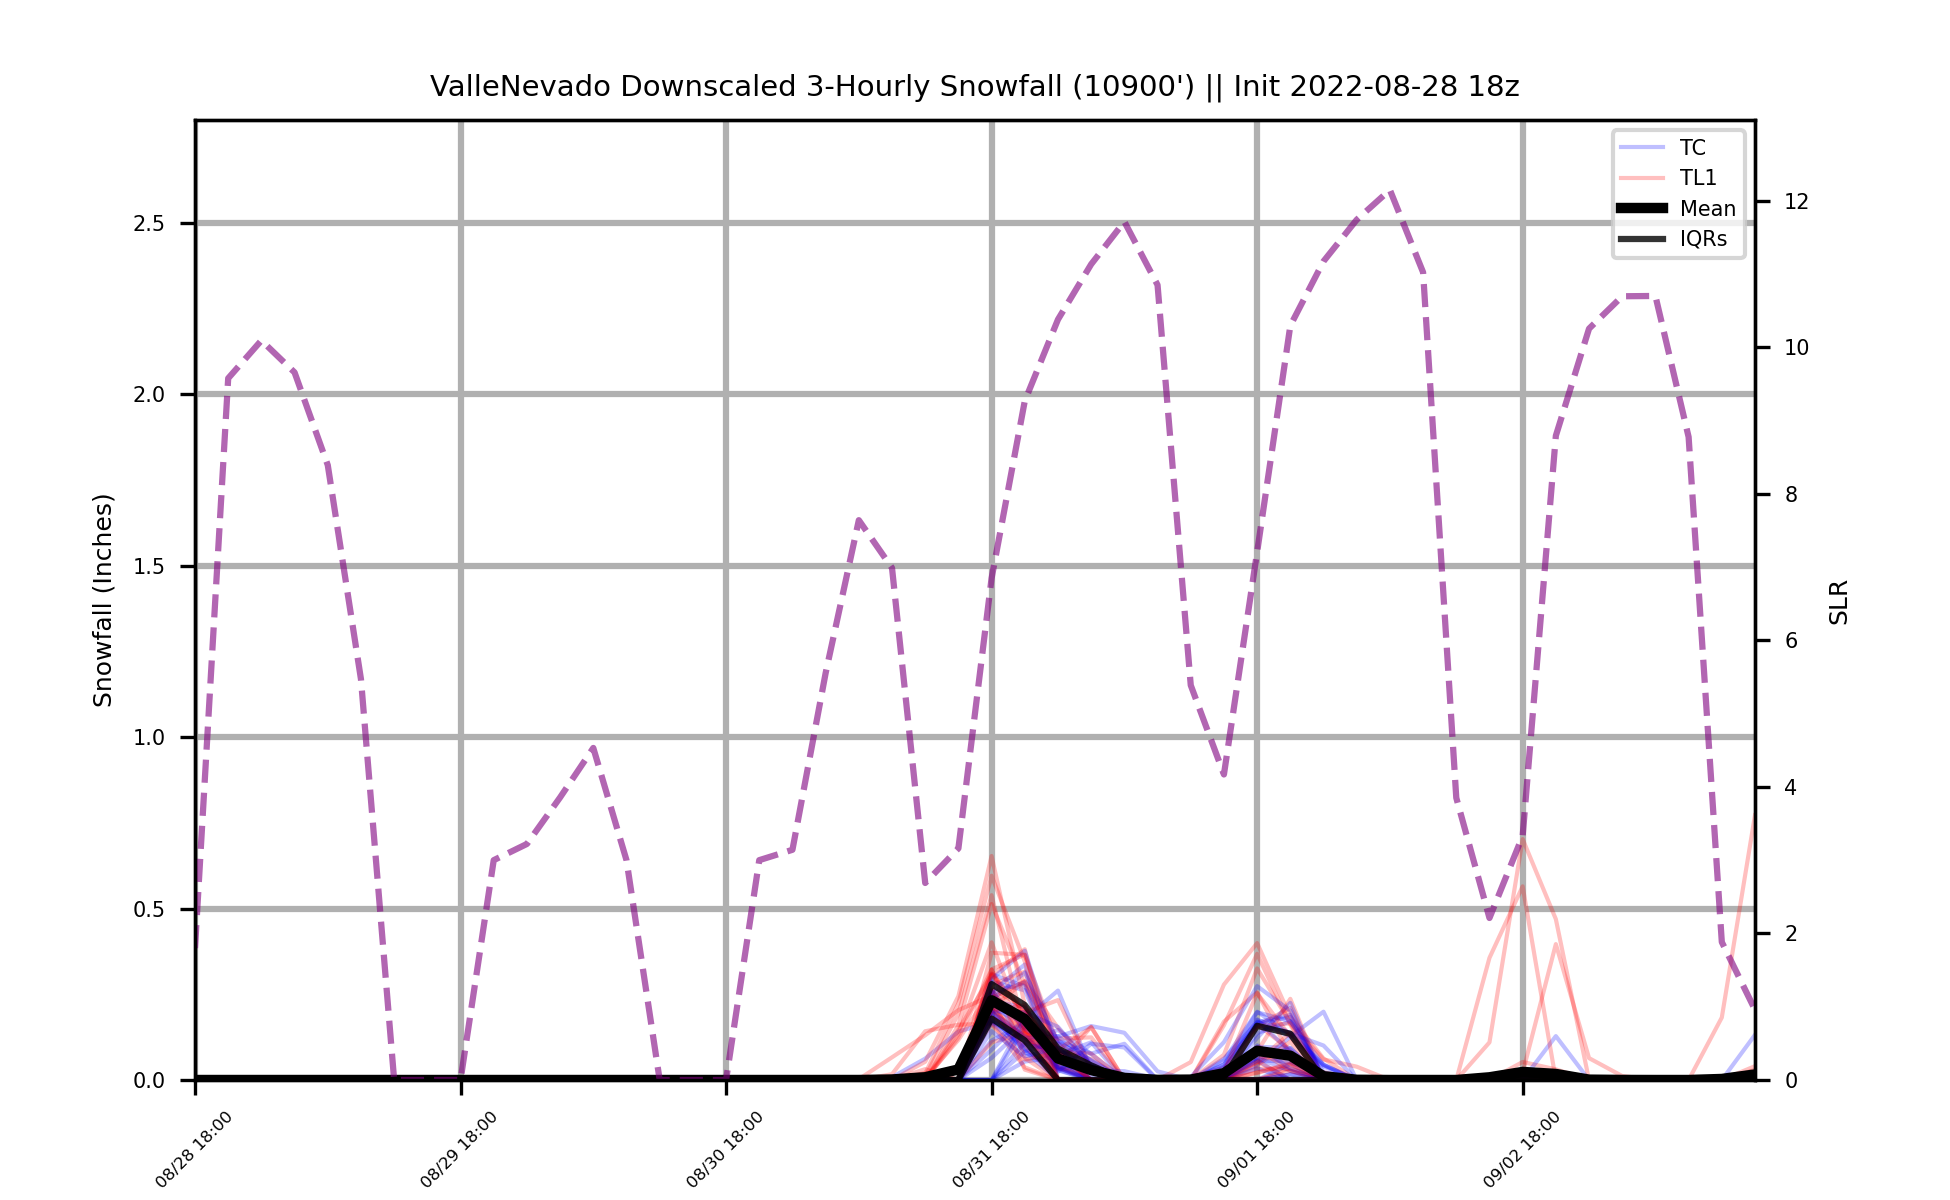 ValleNevado Downscaled 3-Hourly Snowfall (10900') || Init 2022-08-28 18z
TC
TL1
Mean
IQRs
Snowfall (Inches)
2.5
2.0
1.5
1.0
0.5
0.0
12
10
8
6
4
2
0
SLR
08/28 18:00
08/29 18:00
08/30 18:00
08/31 18:00
09/01 18:00
09/02 18:00